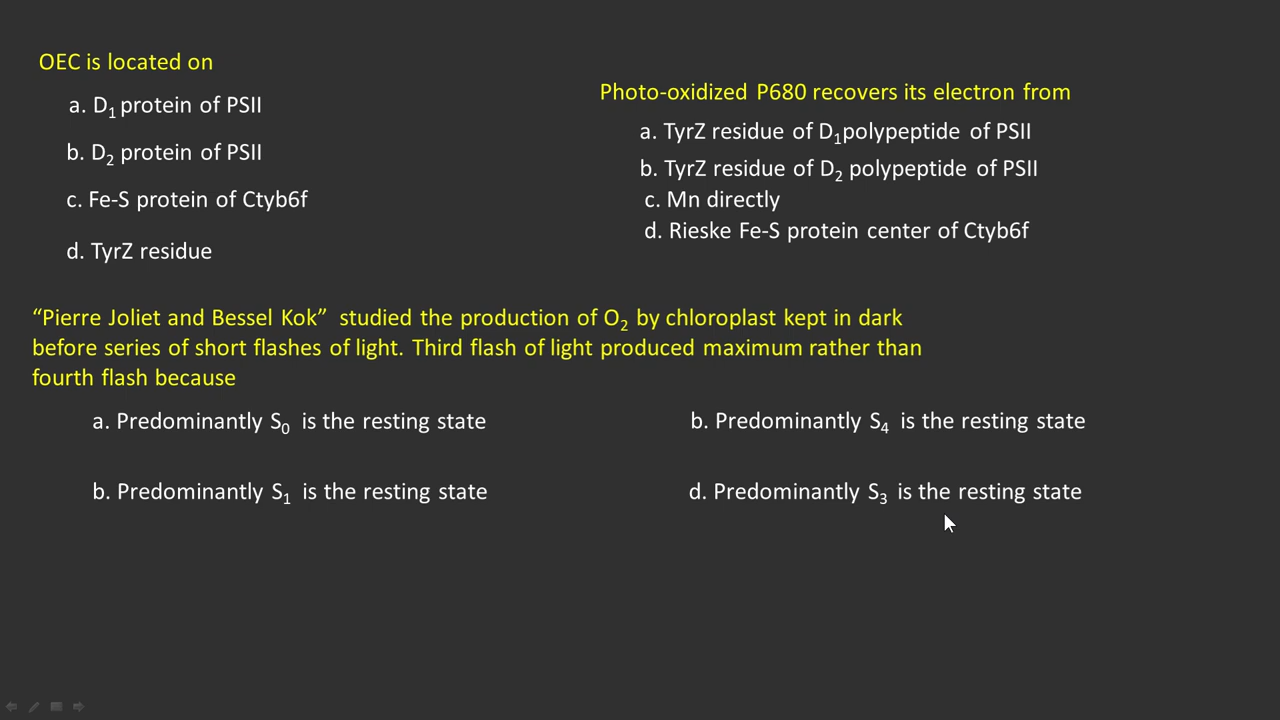 OEC is located on
a. D₁ protein of PSII
b. D₂ protein of PSII
c. Fe-S protein of Ctyb6f
d. TyrZ residue
Photo-oxidized P680 recovers its electron from
a. TyrZ residue of D₁polypeptide of PSII
b. TyrZ residue of D₂ polypeptide of PSII
c. Mn directly
d. Rieske Fe-S protein center of Ctyb6f
“Pierre Joliet and Bessel Kok” studied the production of O₂ by chloroplast kept in dark
before series of short flashes of light. Third flash of light produced maximum rather than
fourth flash because
a. Predominantly S₀ is the resting state
b. Predominantly S₄ is the resting state
b. Predominantly S₁ is the resting state
d. Predominantly S₃ is the resting state